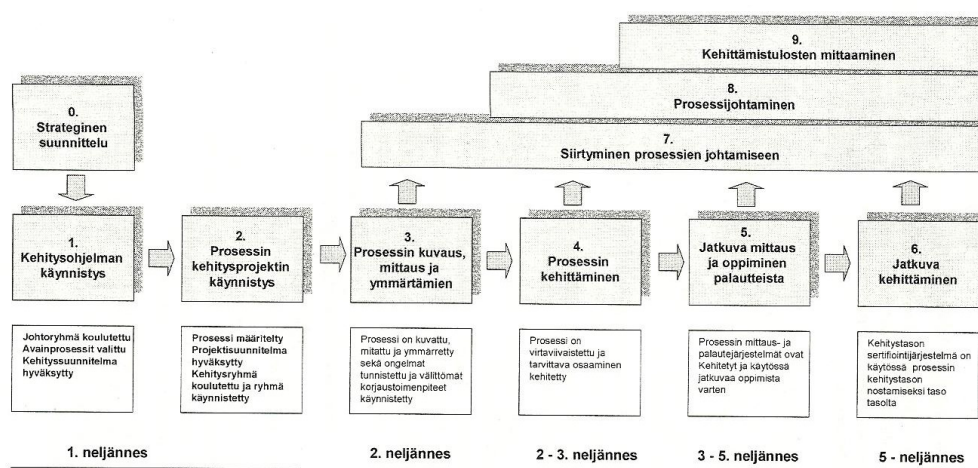 9.
Kehittämistulosten mittaaminen
8.
Prosessijohtaminen
7.
Siirtyminen prosessien johtamiseen
0.
Strateginen
suunnittelu
1.
Kehitysohjelman
käynnistys
2.
Prosessin
kehitysprojektin
käynnistys
3.
Prosessin kuvaus,
mittaus ja
ymmärtämien
4.
Prosessin
kehittäminen
5.
Jatkuva mittaus
ja oppiminen
palautteista
6.
Jatkuva
kehittäminen
Johtoryhmä koulutettu
Avainprosessit valittu
Kehityssuunnitelma
hyväksytty
Prosessi määritelty
Projektisuunnitelma
hyväksytty
Kehitysryhmä
koulutettu ja ryhmä
käynnistetty
Prosessi on kuvattu,
mitattu ja ymmärretty
sekä ongelmat
tunnistettu ja välittömät
korjaustoimenpiteet
käynnistetty
Prosessi on
virtaviivaistettu ja
tarvittava osaaminen
kehitetty
Prosessin mittaus- ja
palautejärjestelmät ovat
Kehitetyt ja käytössä
jatkuvaa oppimista
varten
Kehitystason
sertifiointijärjestelmä on
käytössä prosessin
kehitystason
nostamiseksi taso
tasolta
1. neljännes
2. neljännes
2 - 3. neljännes
3 - 5. neljännes
5 - neljännes